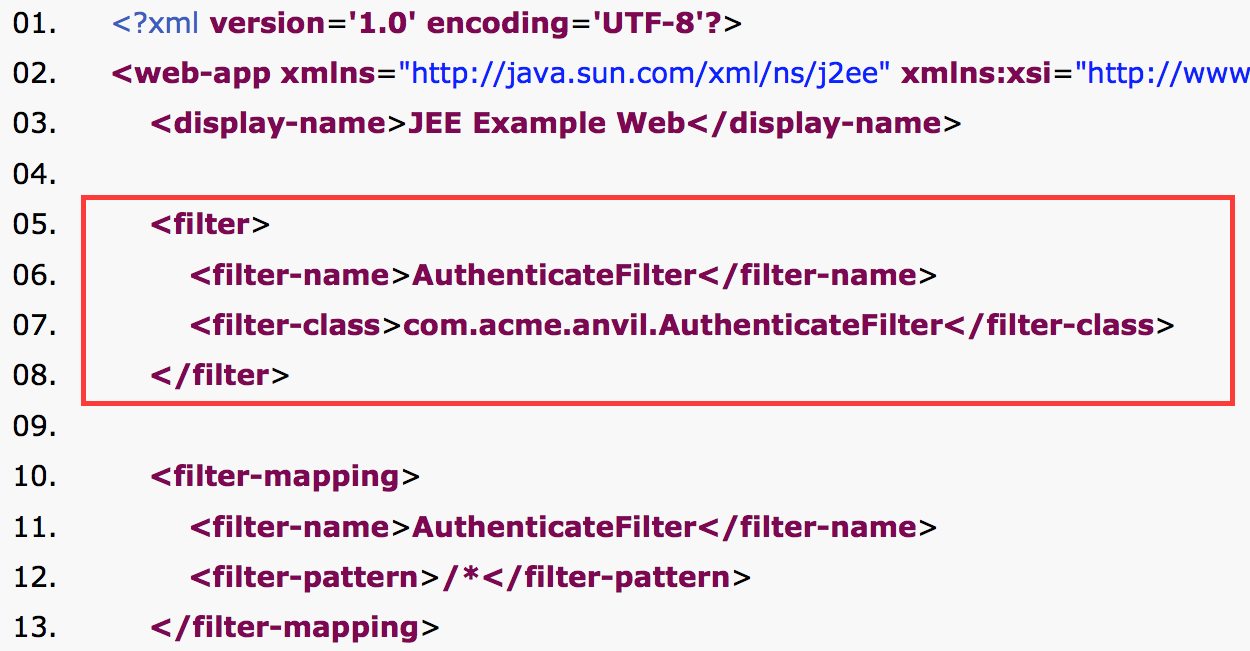 01. <?xml version='1.0' encoding='UTF-8'?>
02. <web-app xmlns="http://java.sun.com/xml/ns/j2ee" xmlns:xsi="http://www
03. <display-name>JEE Example Web</display-name>
04.
05. <filter>
06. <filter-name>AuthenticateFilter</filter-name>
07. <filter-class>com.acme.anvil.AuthenticateFilter</filter-class>
08. </filter>
09.
10. <filter-mapping>
11. <filter-name>AuthenticateFilter</filter-name>
12. <filter-pattern>/*</filter-pattern>
13. </filter-mapping>